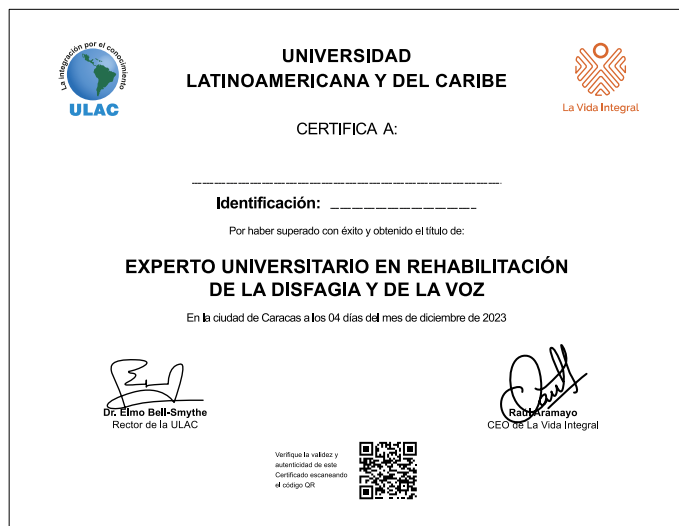 La integración por el conocimiento
ULAC
UNIVERSIDAD
LATINOAMERICANA Y DEL CARIBE
La Vida Integral
CERTIFICA A:
Identificación:
Por haber superado con éxito y obtenido el título de:
EXPERTO UNIVERSITARIO EN REHABILITACIÓN
DE LA DISFAGIA Y DE LA VOZ
En la ciudad de Caracas a los 04 días del mes de diciembre de 2023
Dr. Elmo Bell-Smythe
Rector de la ULAC
Raúl Aramayo
CEO de La Vida Integral
Verifique la validez y
autenticidad de este
Certificado escaneando
el código QR